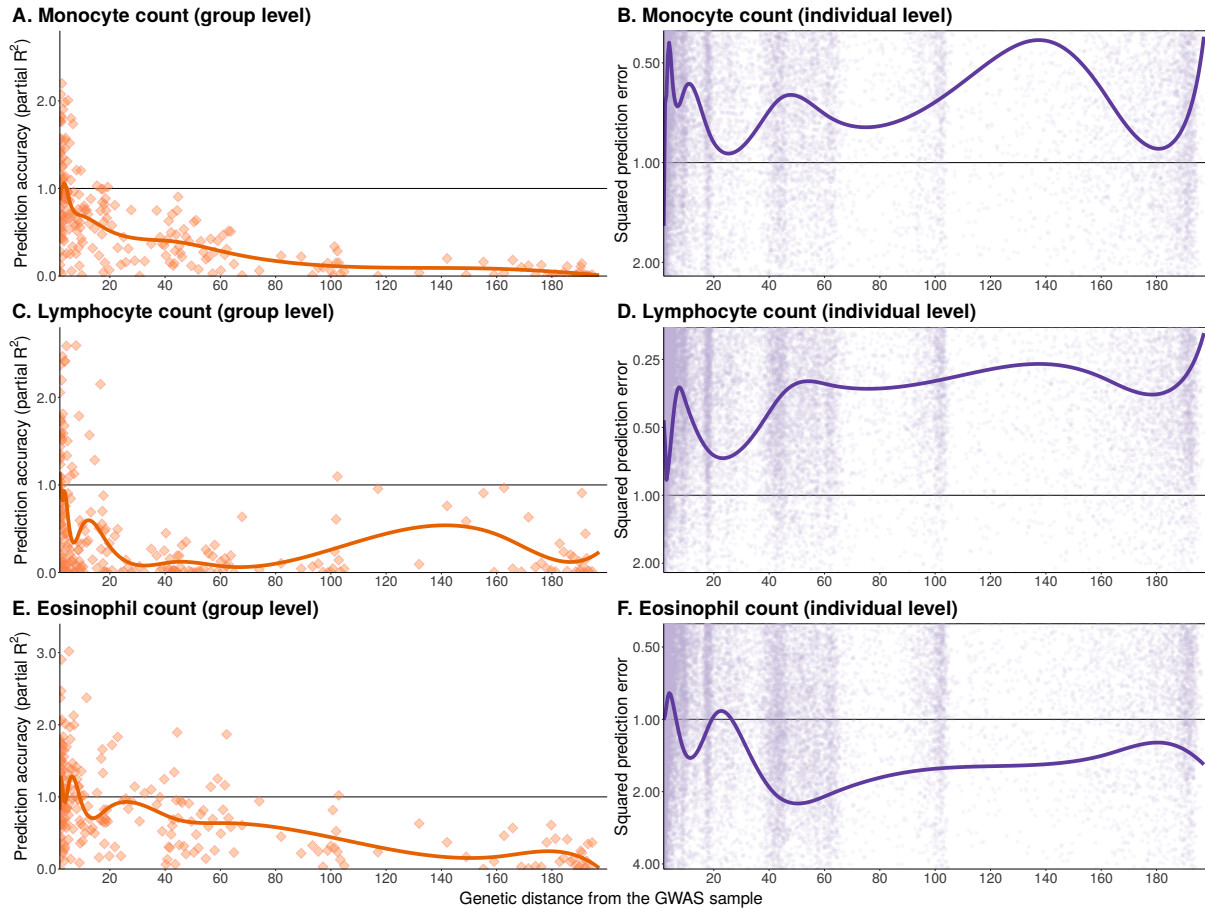 A. Monocyte count (group level)
Prediction accuracy (partial R²)
2.0
1.0
0.0
20 40 60 80 100 120 140 160 180
B. Monocyte count (individual level)
Squared prediction error
0.50
1.00
2.00
20 40 60 80 100 120 140 160 180
C. Lymphocyte count (group level)
Prediction accuracy (partial R²)
2.0
1.0
0.0
20 40 60 80 100 120 140 160 180
D. Lymphocyte count (individual level)
Squared prediction error
0.25
0.50
1.00
2.00
20 40 60 80 100 120 140 160 180
E. Eosinophil count (group level)
Prediction accuracy (partial R²)
3.0
2.0
1.0
0.0
20 40 60 80 100 120 140 160 180
F. Eosinophil count (individual level)
Squared prediction error
0.50
1.00
2.00
4.00
20 40 60 80 100 120 140 160 180
Genetic distance from the GWAS sample